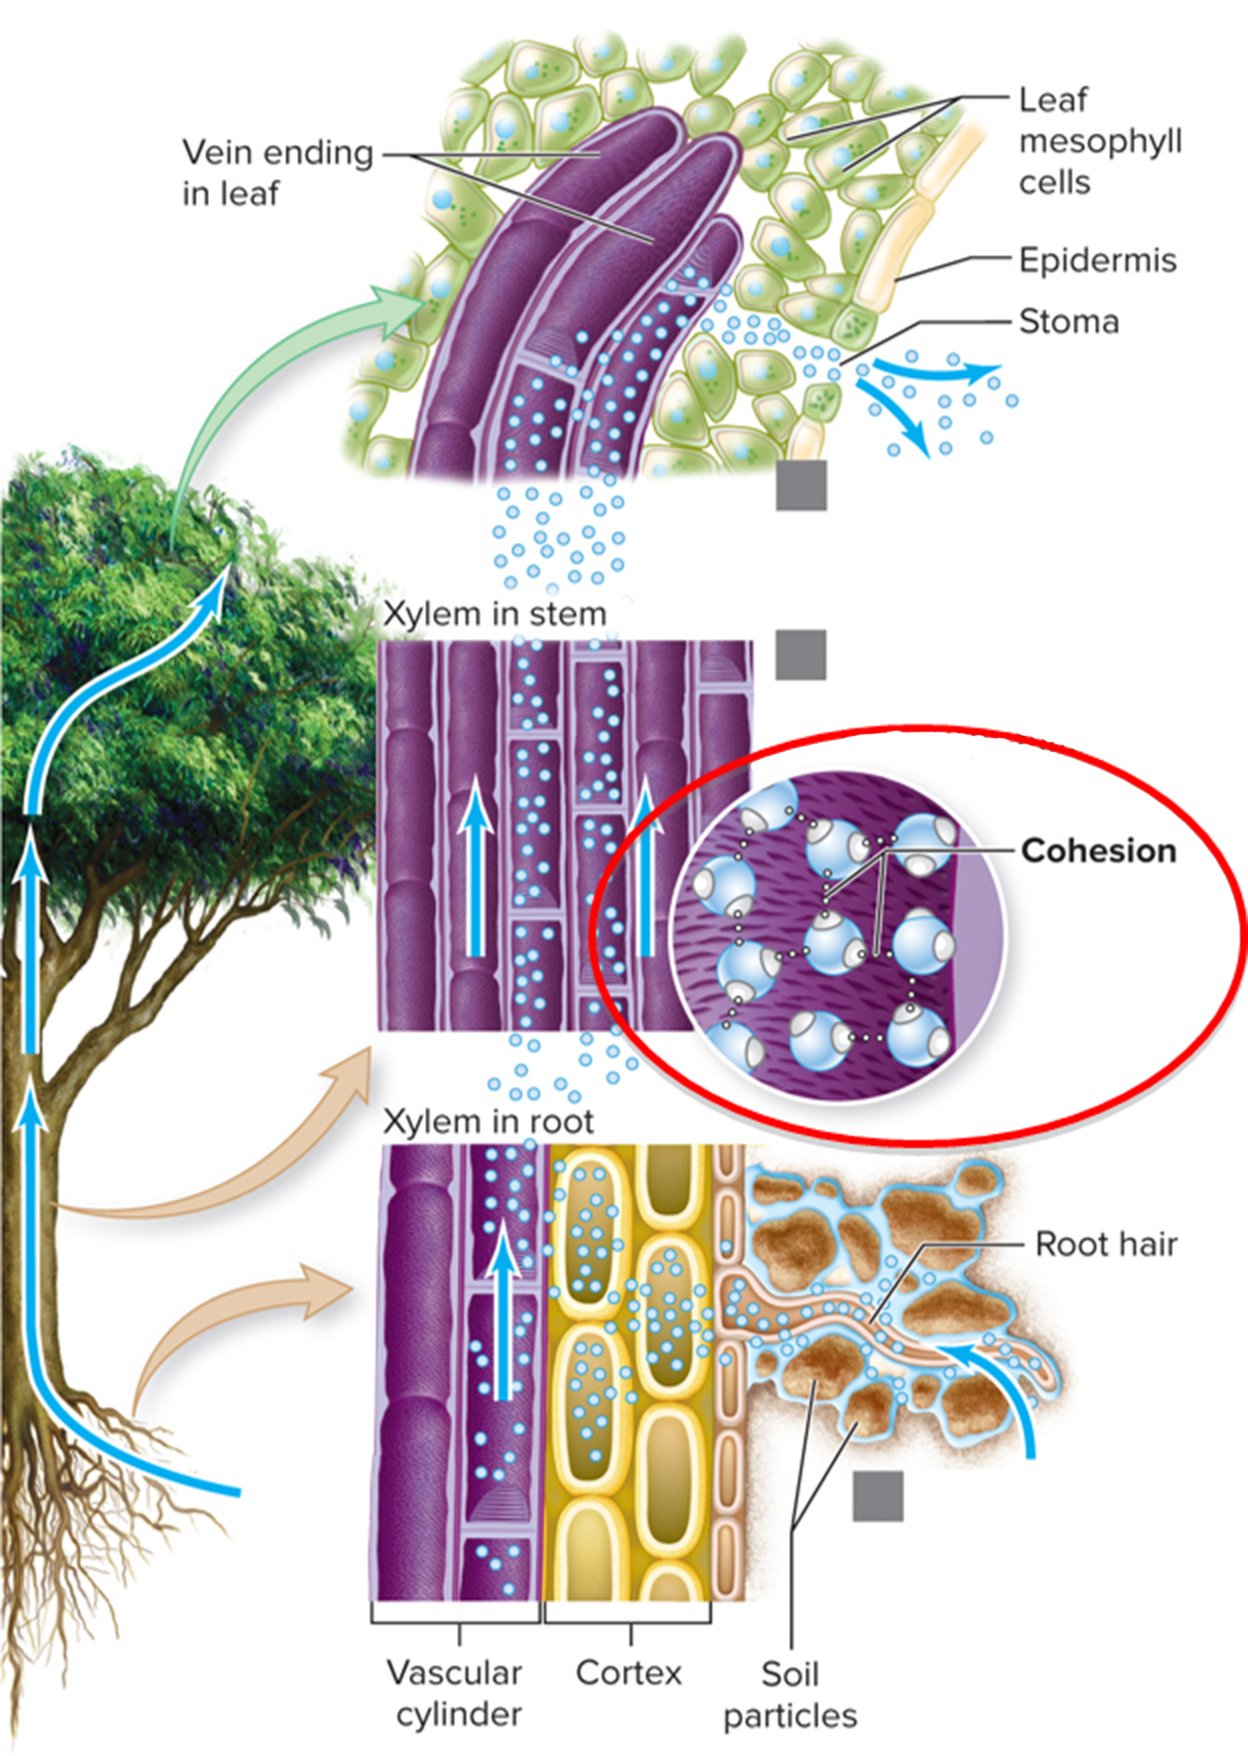 Leaf
mesophyll
cells
Vein ending
in leaf
Epidermis
Stoma
Xylem in stem
Cohesion
Xylem in root
Root hair
Vascular
cylinder
Cortex
Soil
particles